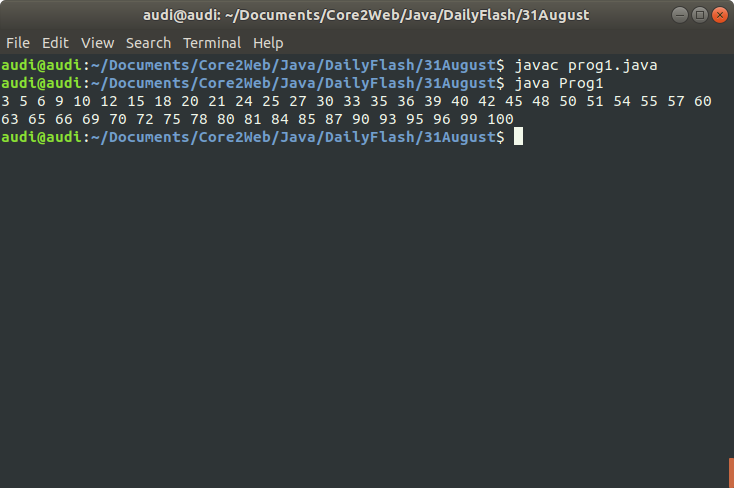 audi@audi: ~/Documents/Core2Web/Java/DailyFlash/31August
File Edit View Search Terminal Help
audi@audi:~/Documents/Core2Web/Java/DailyFlash/31August$ javac prog1.java
audi@audi:~/Documents/Core2Web/Java/DailyFlash/31August$ java Prog1
3 5 6 9 10 12 15 18 20 21 24 25 27 30 33 35 36 39 40 42 45 48 50 51 54 55 57 60
63 65 66 69 70 72 75 78 80 81 84 85 87 90 93 95 96 99 100
audi@audi:~/Documents/Core2Web/Java/DailyFlash/31August$